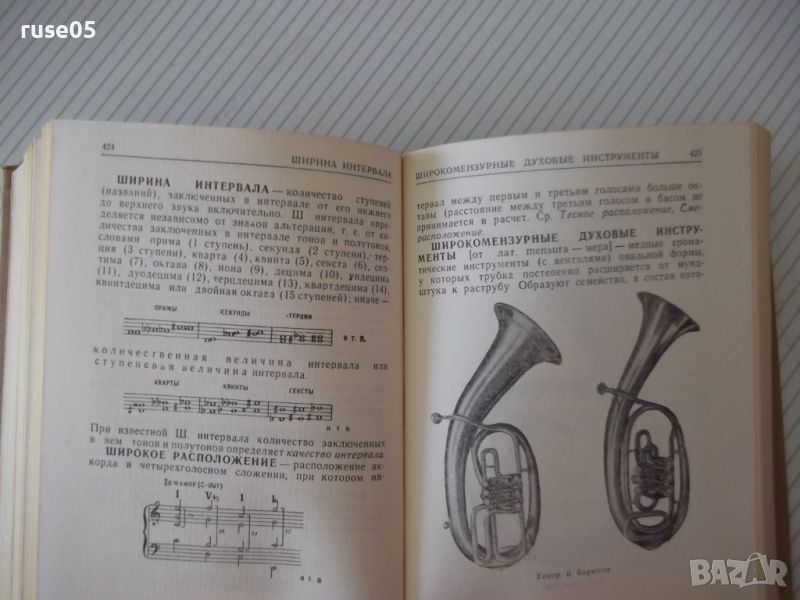 ruse05
424
ШИРИНА ИНТЕРВАЛА
ШИРИНА ИНТЕРВАЛА — количество ступеней
(названий), заключенных в интервале от его нижнего
до верхнего звука включительно. Ш интервала опре-
деляется независимо от знаков альтерации, т. е. от ко-
личества заключенных в интервале тонов и полутонов,
словами прима (1 ступень), секунда (2 ступени), тер-
ция (3 ступени), кварта (4), квинта (5), секста (6), сеп-
тима (7), октава (8), нона (9), децима (10), ундецима
(11), дуодецима (12), терцдецима (13), квартдецима (14),
квинтдецима или двойная октава (15 ступеней); иначе —
ПРИМЫ СЕКУНДЫ ТЕРЦИИ
И Т. Д.
количественная величина интервала или
ступеневая величина интервала.
КВАРТЫ КВИНТЫ СЕКСТЫ
И Т Д
При известной Ш. интервала количество заключенных
в нем тонов и полутонов определяет качество интервала.
ШИРОКОЕ РАСПОЛОЖЕНИЕ — расположение ак-
корда в четырехголосном сложении, при котором ин-
ДО МАЖОР (C-DUR)
I V I I
И Т. Д
ШИРОКОМЕНЗУРНЫЕ ДУХОВЫЕ ИНСТРУМЕНТЫ
425
тервал между первым и третьим голосами больше ок-
тавы (расстояние между третьим голосом и басом не
принимается в расчет. Ср. Тесное расположение, Сме-
расположение.
ШИРОКОМЕНЗУРНЫЕ ДУХОВЫЕ ИНСТРУ-
МЕНТЫ [от лат. mensura — мера] — медные хрома-
тические инструменты (с вентилями) овальной формы,
у которых трубка постепенно расширяется от мунд-
штука к раструбу Образуют семейство, в состав кото-
Тенор и баритон
BAZAR
bg